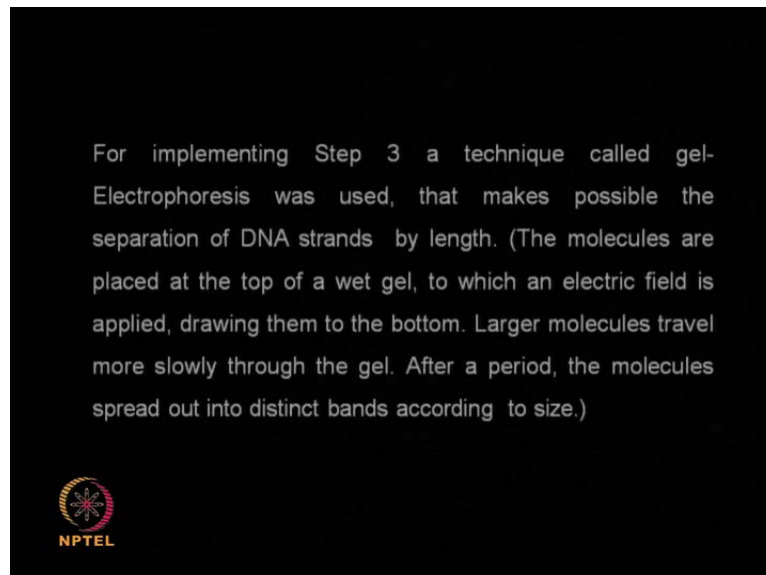 For implementing Step 3 a technique called gel-
Electrophoresis was used, that makes possible the
separation of DNA strands by length. (The molecules are
placed at the top of a wet gel, to which an electric field is
applied, drawing them to the bottom. Larger molecules travel
more slowly through the gel. After a period, the molecules
spread out into distinct bands according to size.)
NPTEL